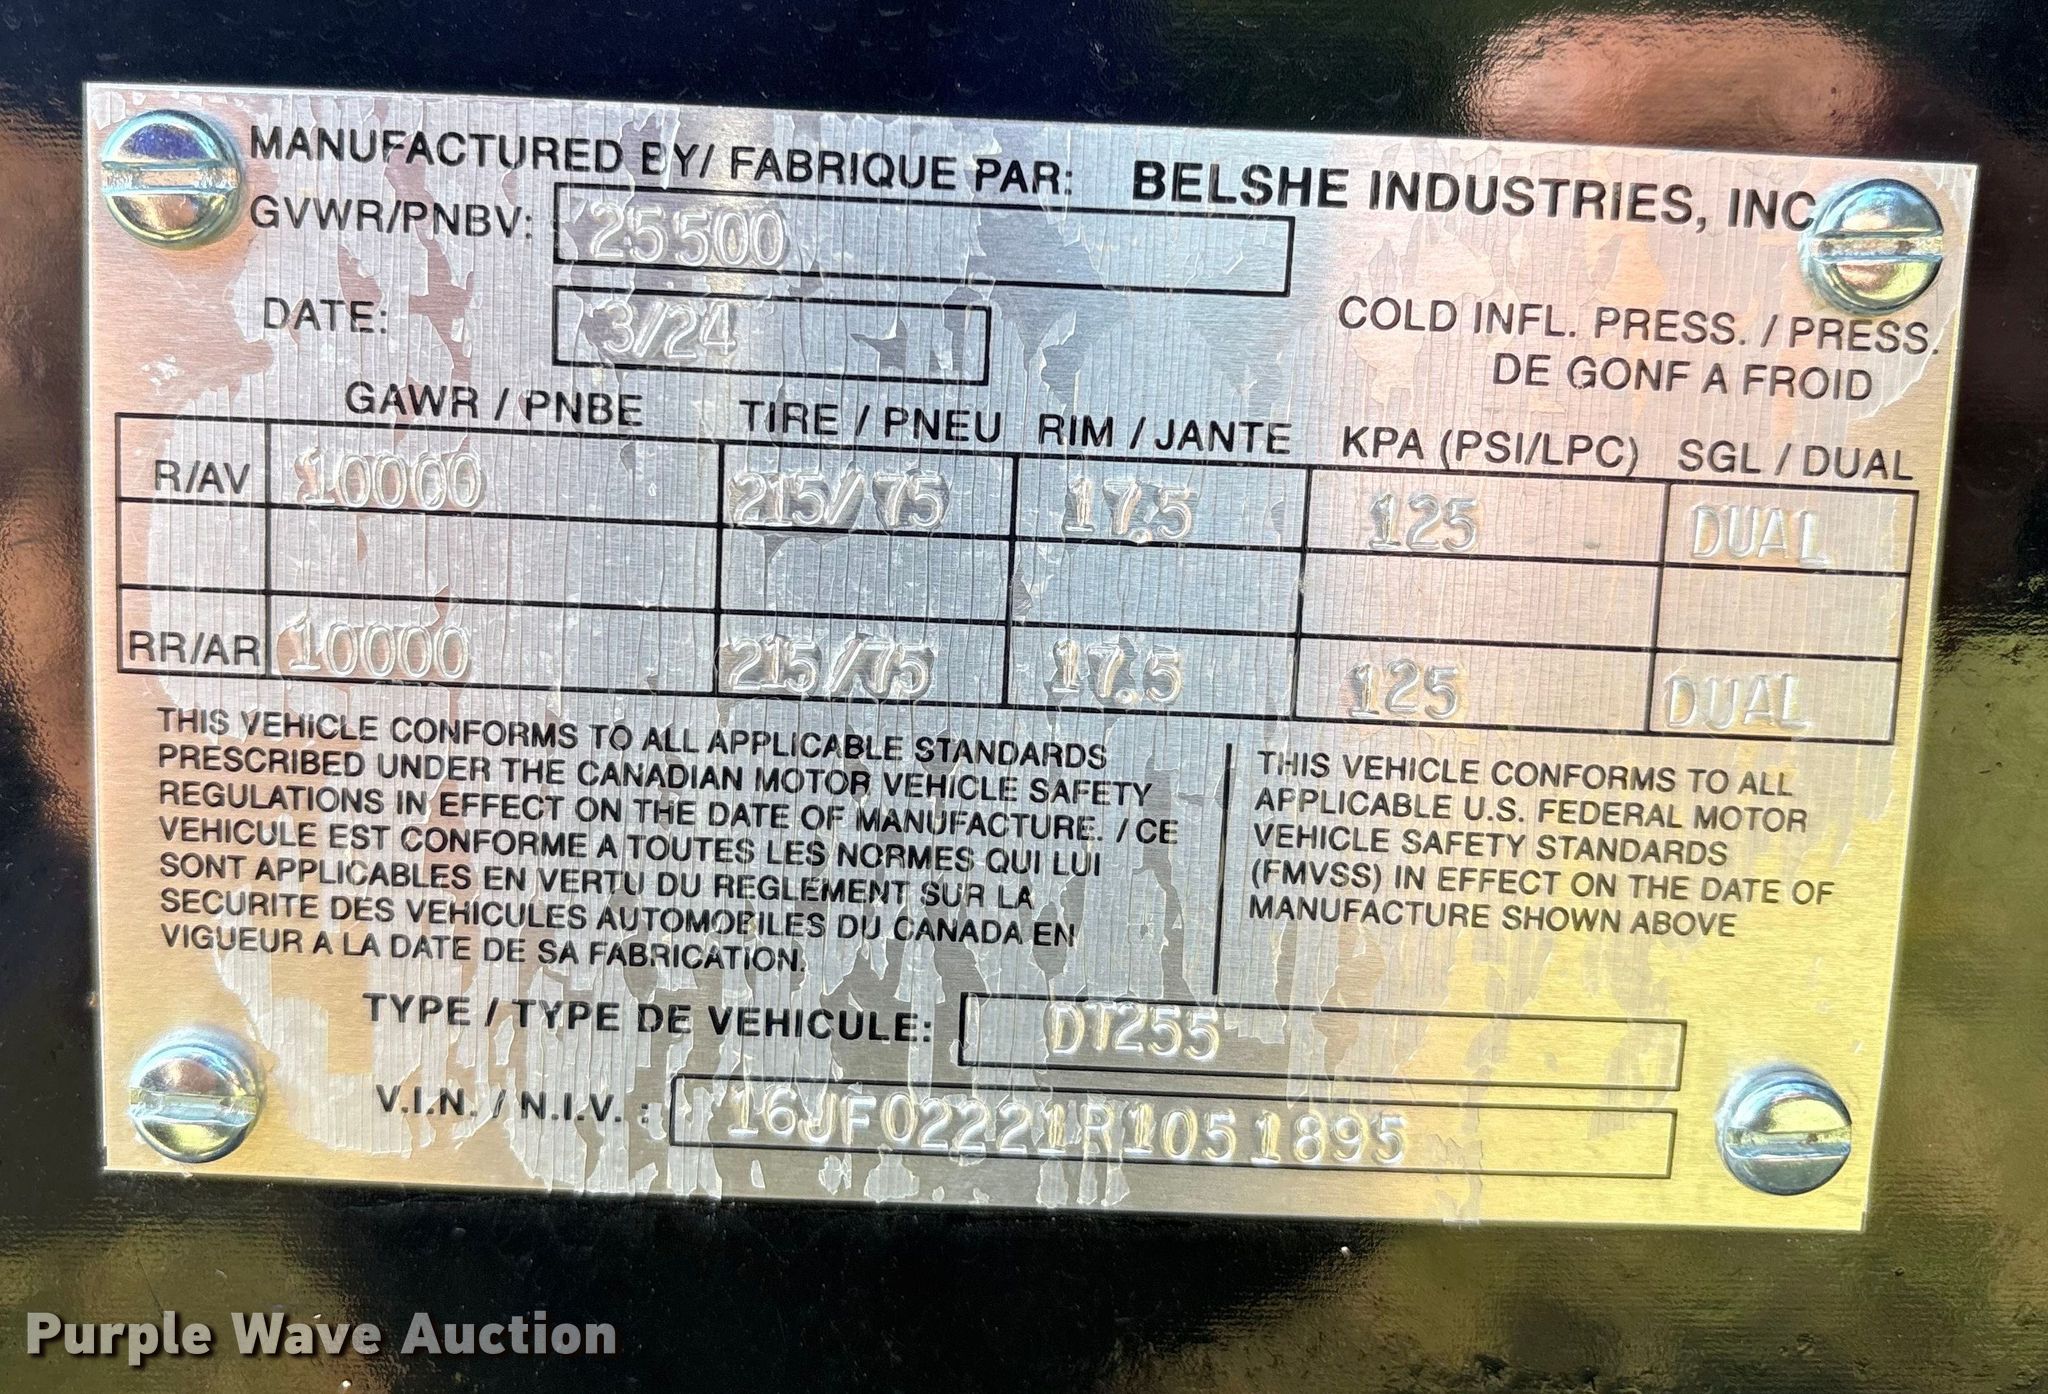 MANUFACTURED BY/ FABRIQUE PAR: BELSHE INDUSTRIES, INC
GVWR/PNBV: 25500
DATE: 3/24
COLD INFL. PRESS. / PRESS.
DE GONF A FROID
GAWR / PNBE TIRE / PNEU RIM / JANTE KPA (PSI/LPC) SGL / DUAL
R/AV 10000 215/75 17.5 125 DUAL
RR/AR 10000 215/75 17.5 125 DUAL
THIS VEHICLE CONFORMS TO ALL APPLICABLE STANDARDS
PRESCRIBED UNDER THE CANADIAN MOTOR VEHICLE SAFETY
REGULATIONS IN EFFECT ON THE DATE OF MANUFACTURE. / CE
VEHICULE EST CONFORME A TOUTES LES NORMES QUI LUI
SONT APPLICABLES EN VERTU DU REGLEMENT SUR LA
SECURITE DES VEHICULES AUTOMOBILES DU CANADA EN
VIGUEUR A LA DATE DE SA FABRICATION.
THIS VEHICLE CONFORMS TO ALL
APPLICABLE U.S. FEDERAL MOTOR
VEHICLE SAFETY STANDARDS
(FMVSS) IN EFFECT ON THE DATE OF
MANUFACTURE SHOWN ABOVE
TYPE / TYPE DE VEHICULE: DT255
V.I.N. / N.I.V. : 16JF02221R1051895
Purple Wave Auction